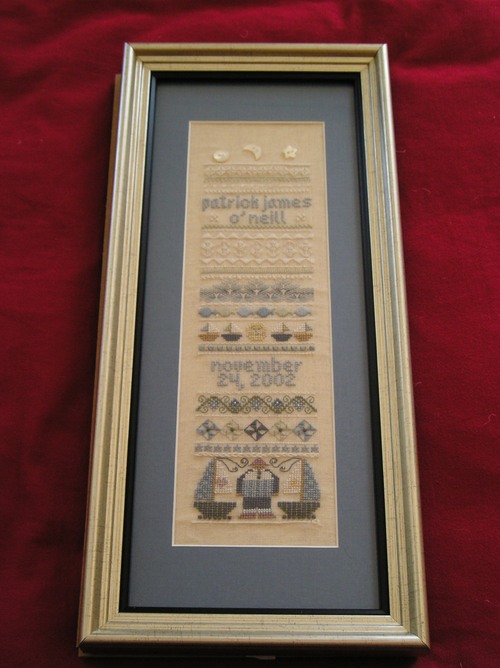 patrick james
o'neill
november
24, 2002